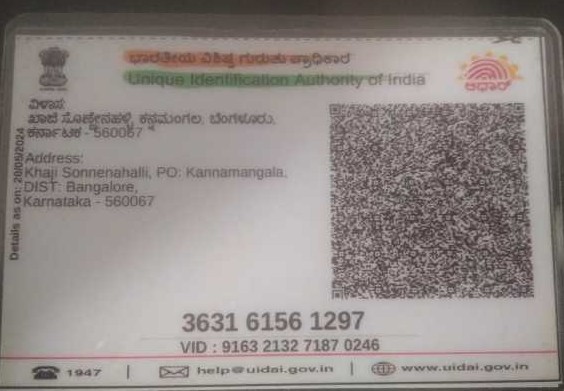 ಭಾರತೀಯ ವಿಶಿಷ್ಟ ಗುರುತು ಪ್ರಾಧಿಕಾರ
Unique Identification Authority of India
ಆಧಾರ್
Details as on: 20/05/2024
ವಿಳಾಸ:
ಖಾಜಿ ಸೊಣ್ಣೇನಹಳ್ಳಿ, ಕನ್ನಮಂಗಲ, ಬೆಂಗಳೂರು,
ಕರ್ನಾಟಕ - 560067
Address:
Khaji Sonnenahalli, PO: Kannamangala,
DIST: Bangalore,
Karnataka - 560067
3631 6156 1297
VID : 9163 2132 7187 0246
1947 | help@uidai.gov.in | www.uidai.gov.in